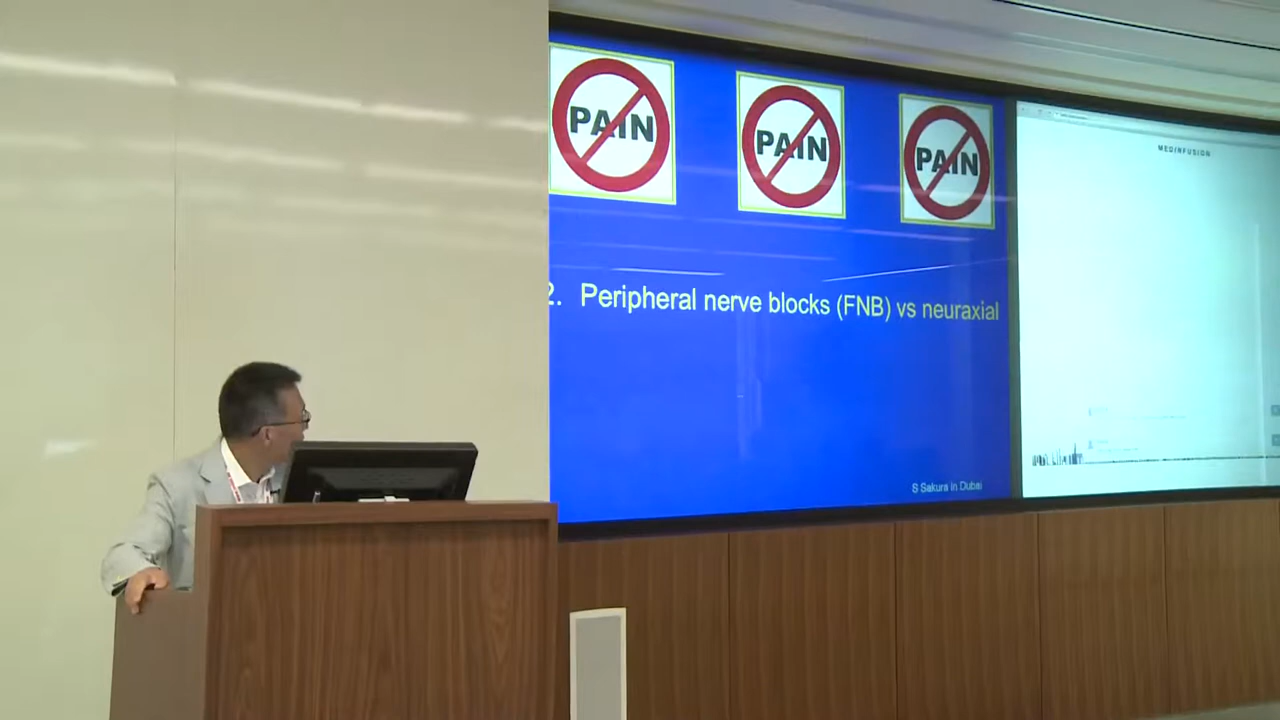 PAIN
PAIN
PAIN
MEDINFUSION
2. Peripheral nerve blocks (FNB) vs neuraxial
S Sakura in Dubai